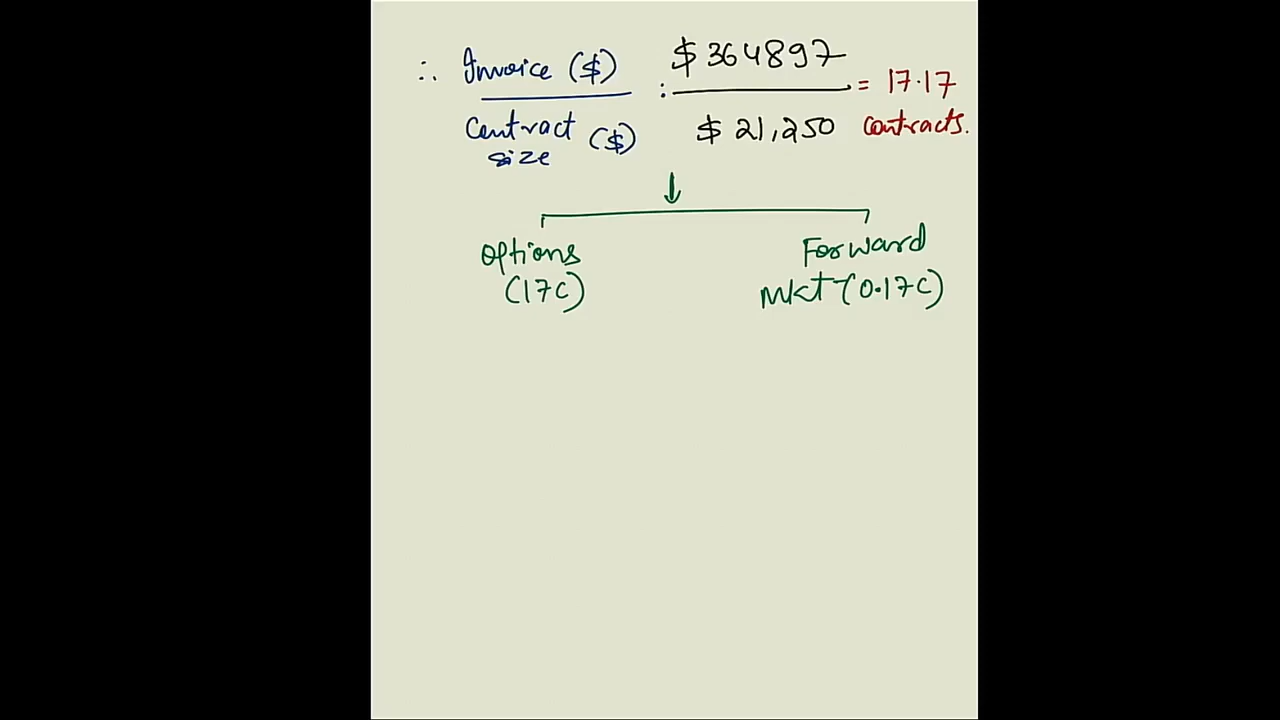 ∴ Invoice ($) : $364897 = 17.17
contract size ($) $21,250 contracts.
↓
options Forward
(17C) mkt (0.17C)